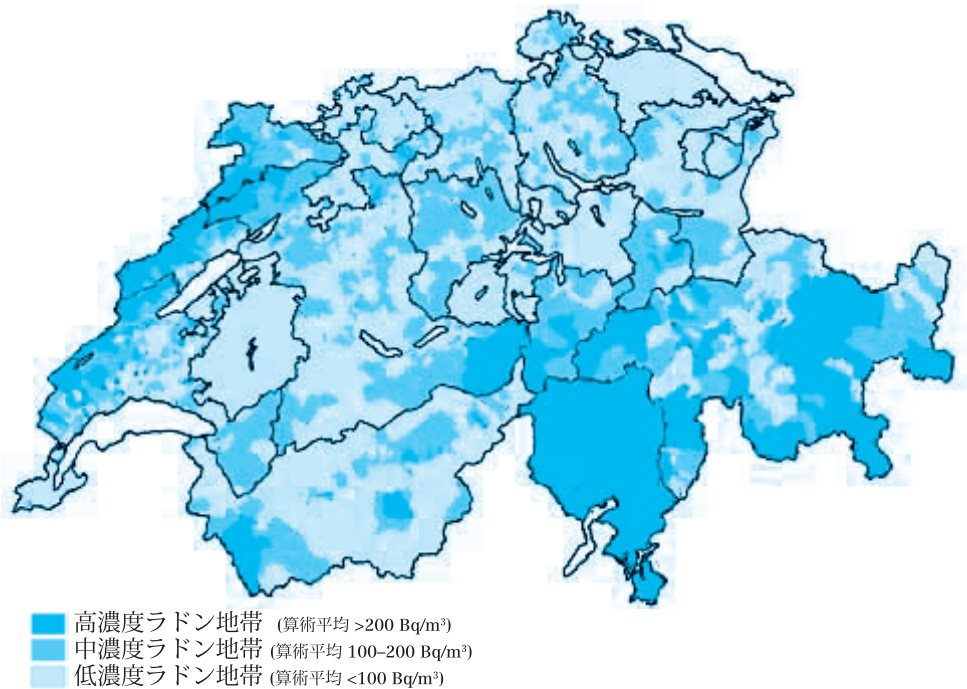 高濃度ラドン地帯 (算術平均 >200 Bq/m³)
中濃度ラドン地帯 (算術平均 100–200 Bq/m³)
低濃度ラドン地帯 (算術平均 <100 Bq/m³)